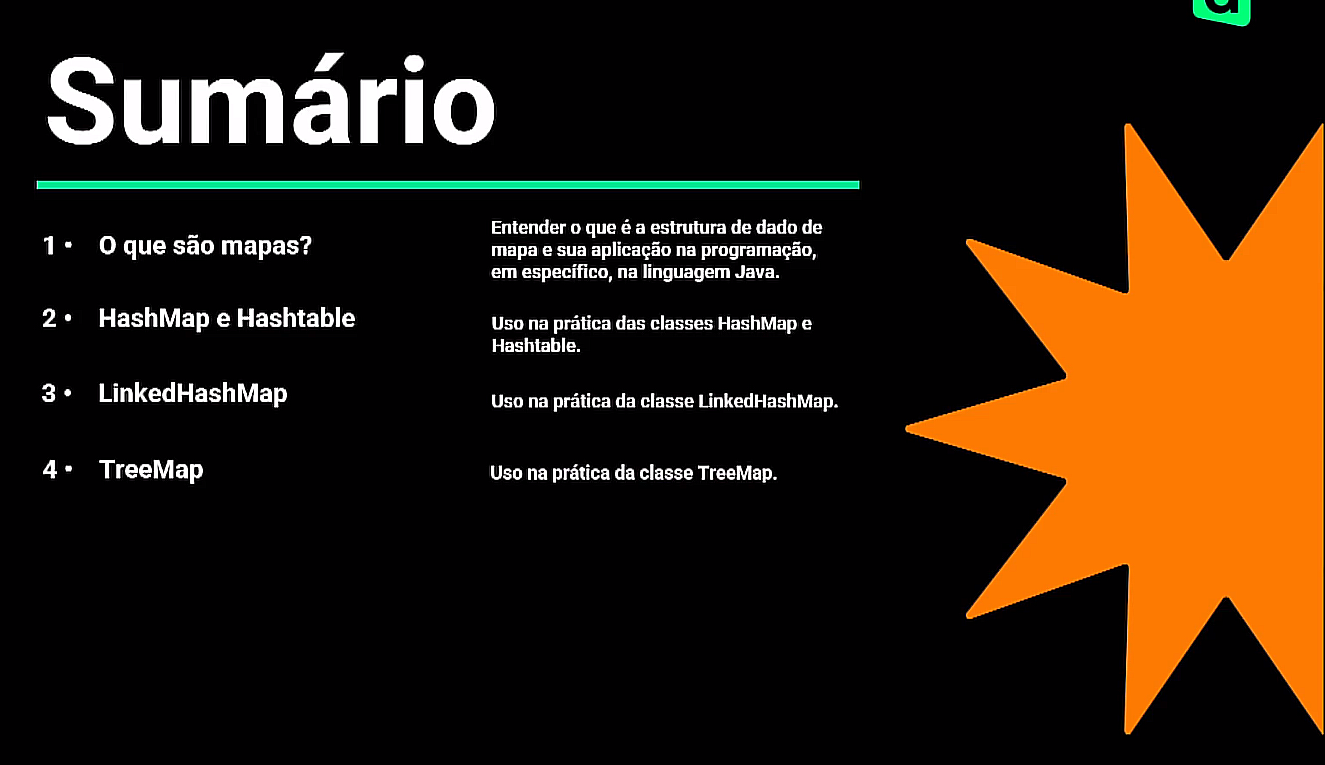 Sumário
1 • O que são mapas?
Entender o que é a estrutura de dado de
mapa e sua aplicação na programação,
em específico, na linguagem Java.
2 • HashMap e Hashtable
Uso na prática das classes HashMap e
Hashtable.
3 • LinkedHashMap
Uso na prática da classe LinkedHashMap.
4 • TreeMap
Uso na prática da classe TreeMap.